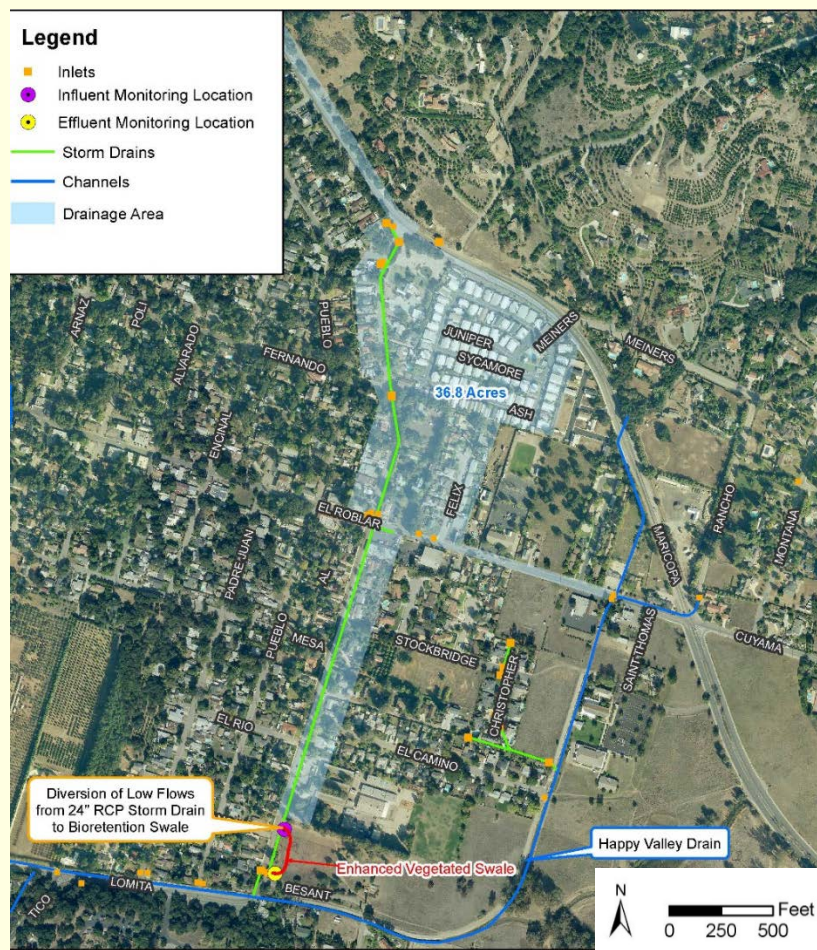 Legend
Inlets
Influent Monitoring Location
Effluent Monitoring Location
Storm Drains
Channels
Drainage Area
ARNAZ
POLI
ALVARADO
PUEBLO
FERNANDO
ENCINAL
JUNIPER
SYCAMORE
MEINERS
MEINERS
36.8 Acres
ASH
FELIX
EL ROBLAR
MARICOPA
RANCHO
MONTANA
PADRE JUAN
AL
PUEBLO
MESA
STOCKBRIDGE
CHRISTOPHER
SAINT THOMAS
CUYAMA
EL RIO
EL CAMINO
Diversion of Low Flows
from 24" RCP Storm Drain
to Bioretention Swale
Happy Valley Drain
Enhanced Vegetated Swale
LOMITA
BESANT
TICO
N
Feet
0 250 500